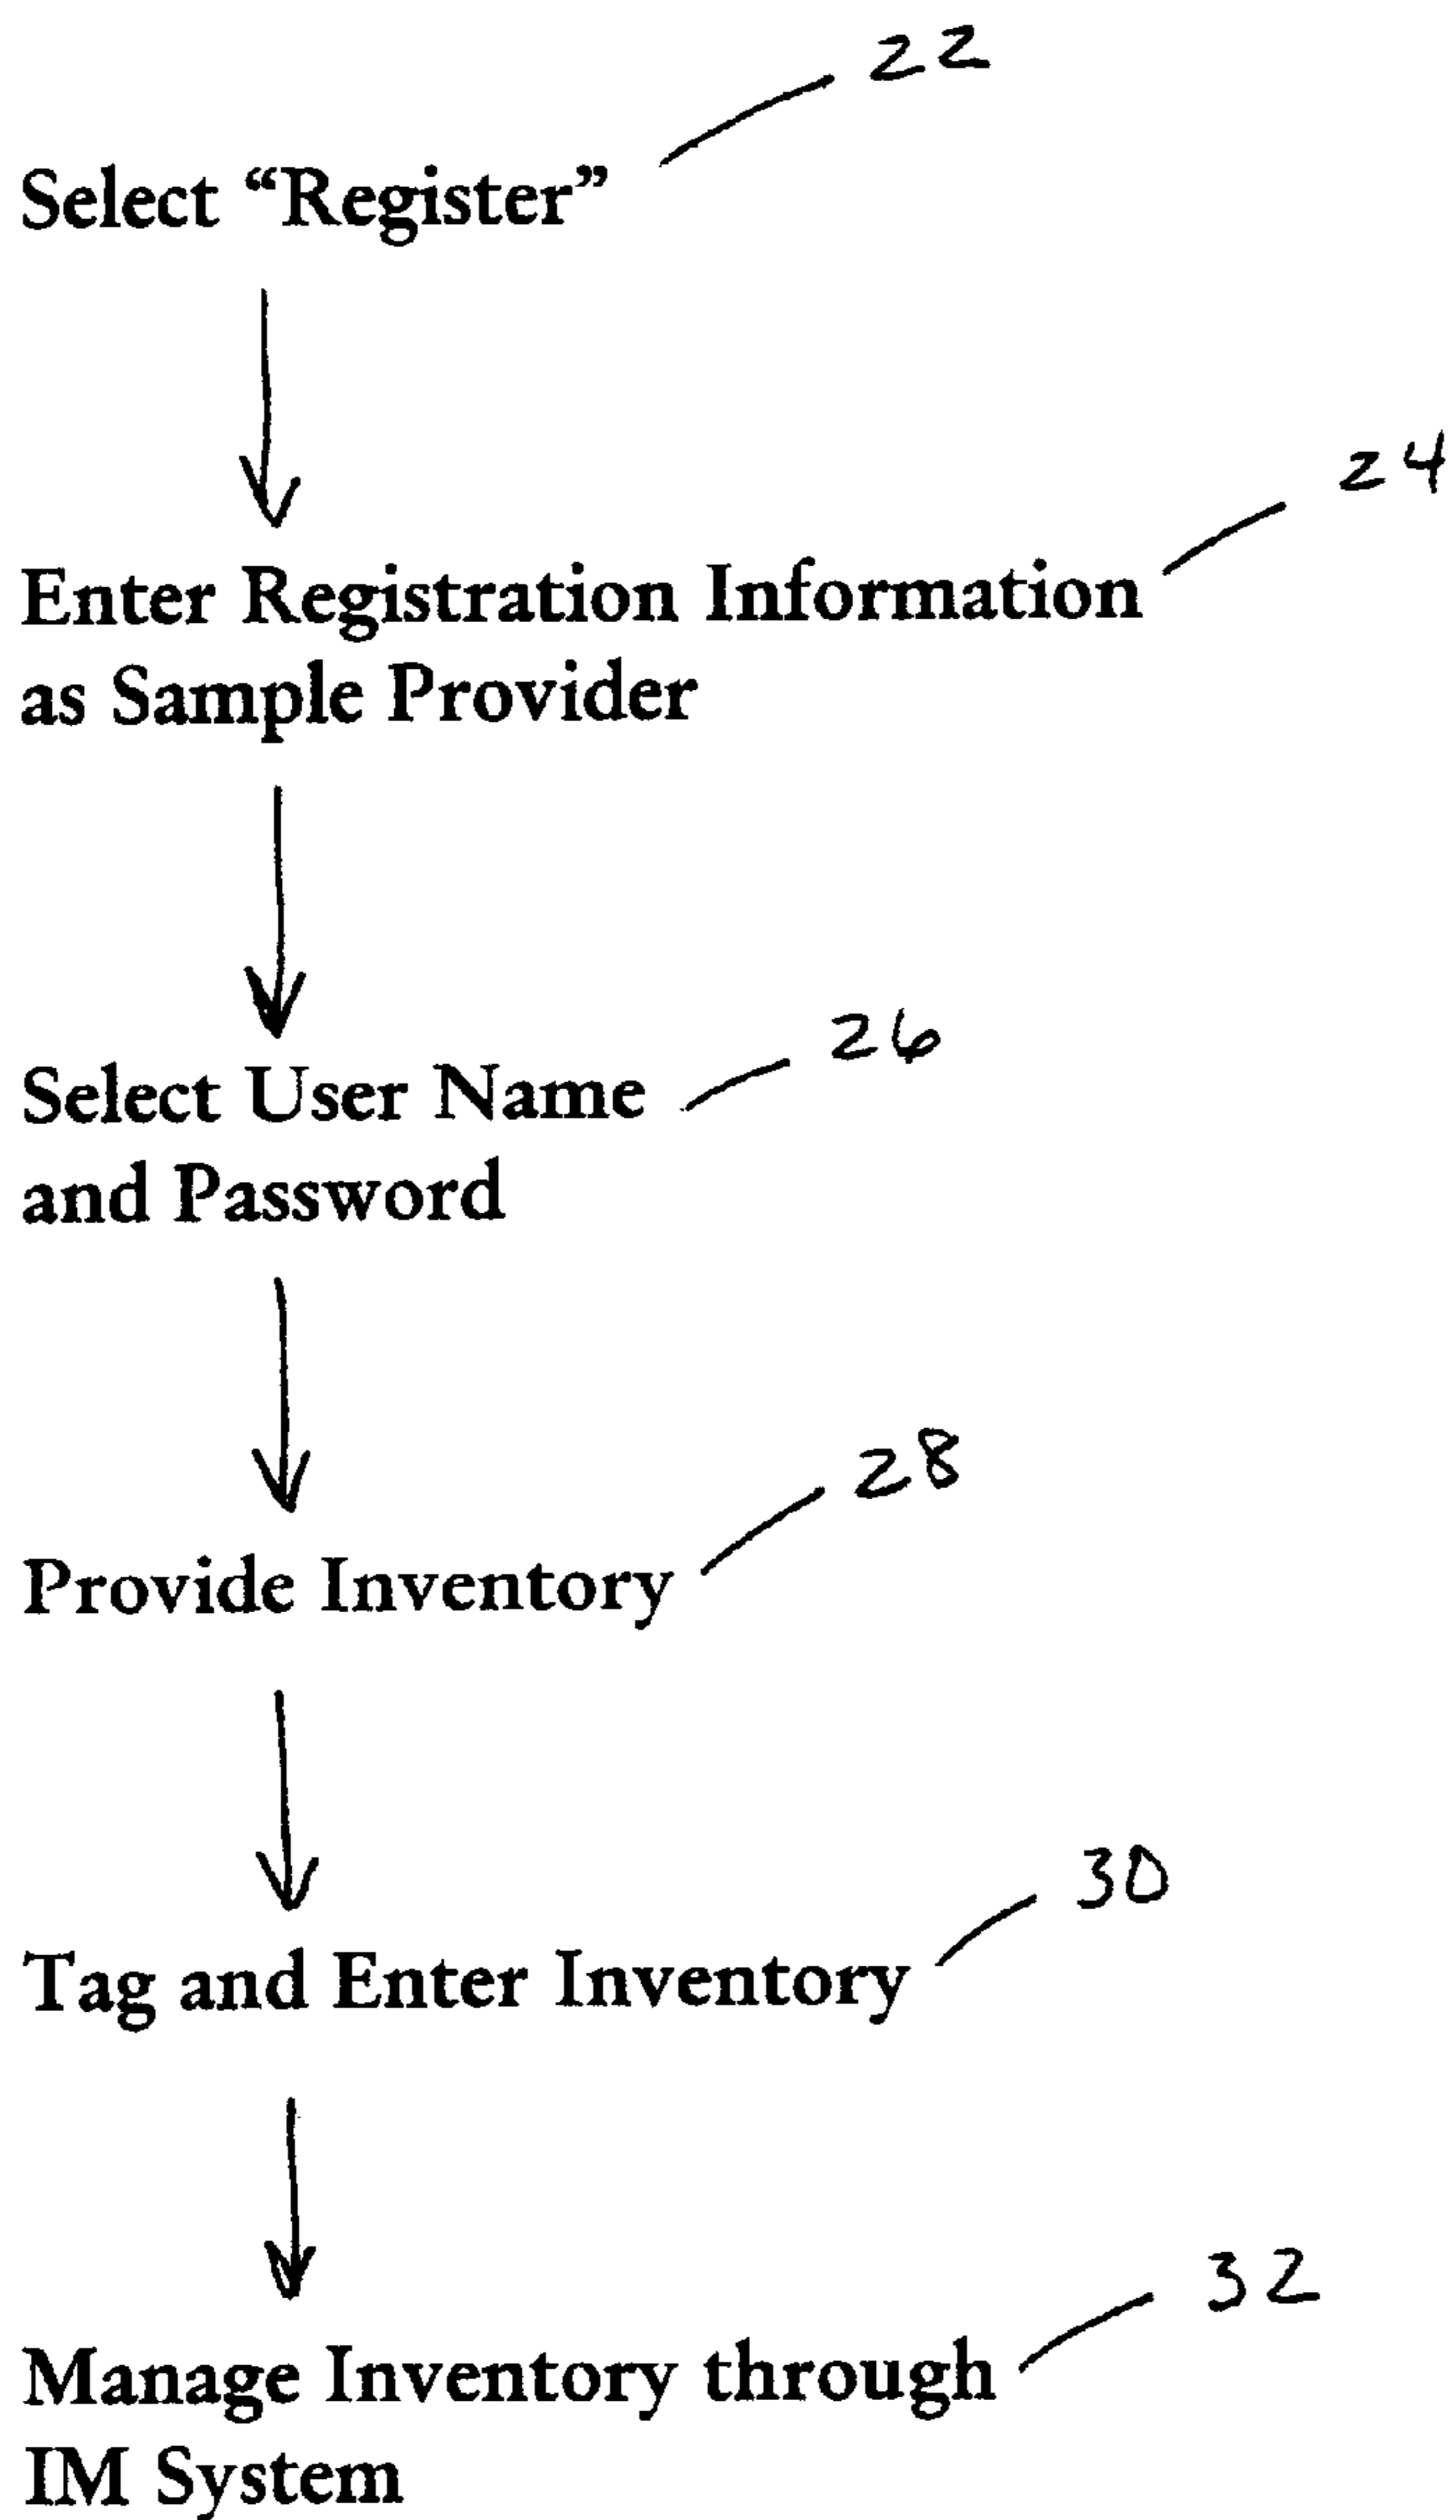 22
Select “Register”
24
Enter Registration Information
as Sample Provider
26
Select User Name
and Password
28
Provide Inventory
30
Tag and Enter Inventory
32
Manage Inventory through
IM System